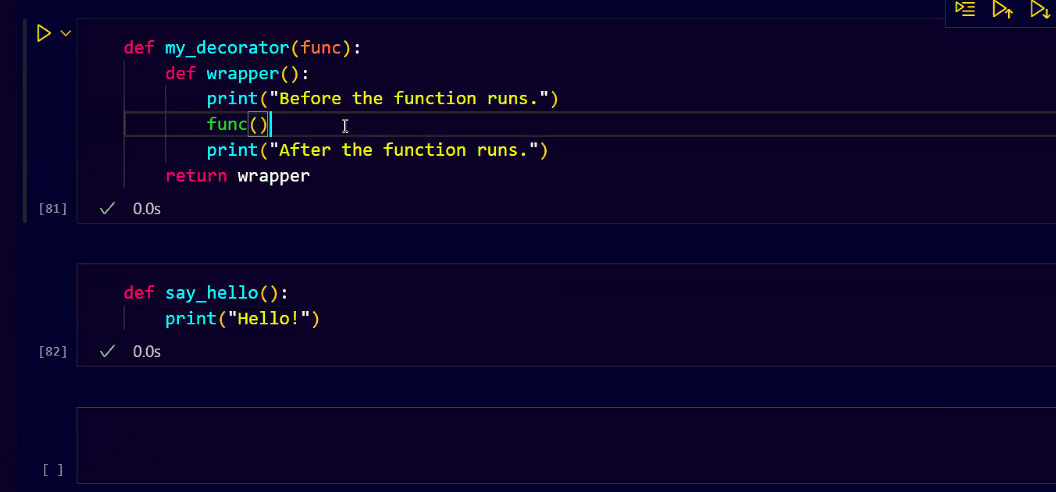 def my_decorator(func):
    def wrapper():
        print("Before the function runs.")
        func()
        print("After the function runs.")
    return wrapper
[81] ✓ 0.0s
def say_hello():
    print("Hello!")
[82] ✓ 0.0s
[ ]